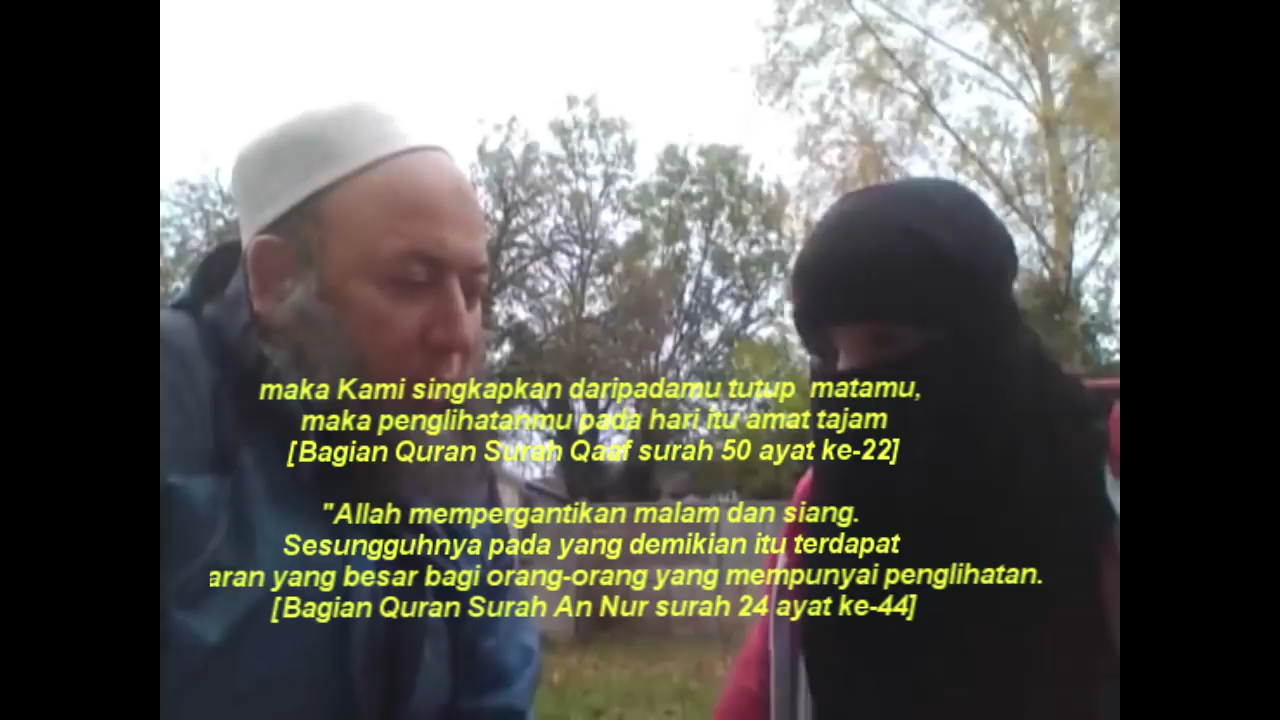 maka Kami singkapkan daripadamu tutup matamu,
maka penglihatanmu pada hari itu amat tajam
[Bagian Quran Surah Qaaf surah 50 ayat ke-22]
"Allah mempergantikan malam dan siang.
Sesungguhnya pada yang demikian itu terdapat
aran yang besar bagi orang-orang yang mempunyai penglihatan.
[Bagian Quran Surah An Nur surah 24 ayat ke-44]